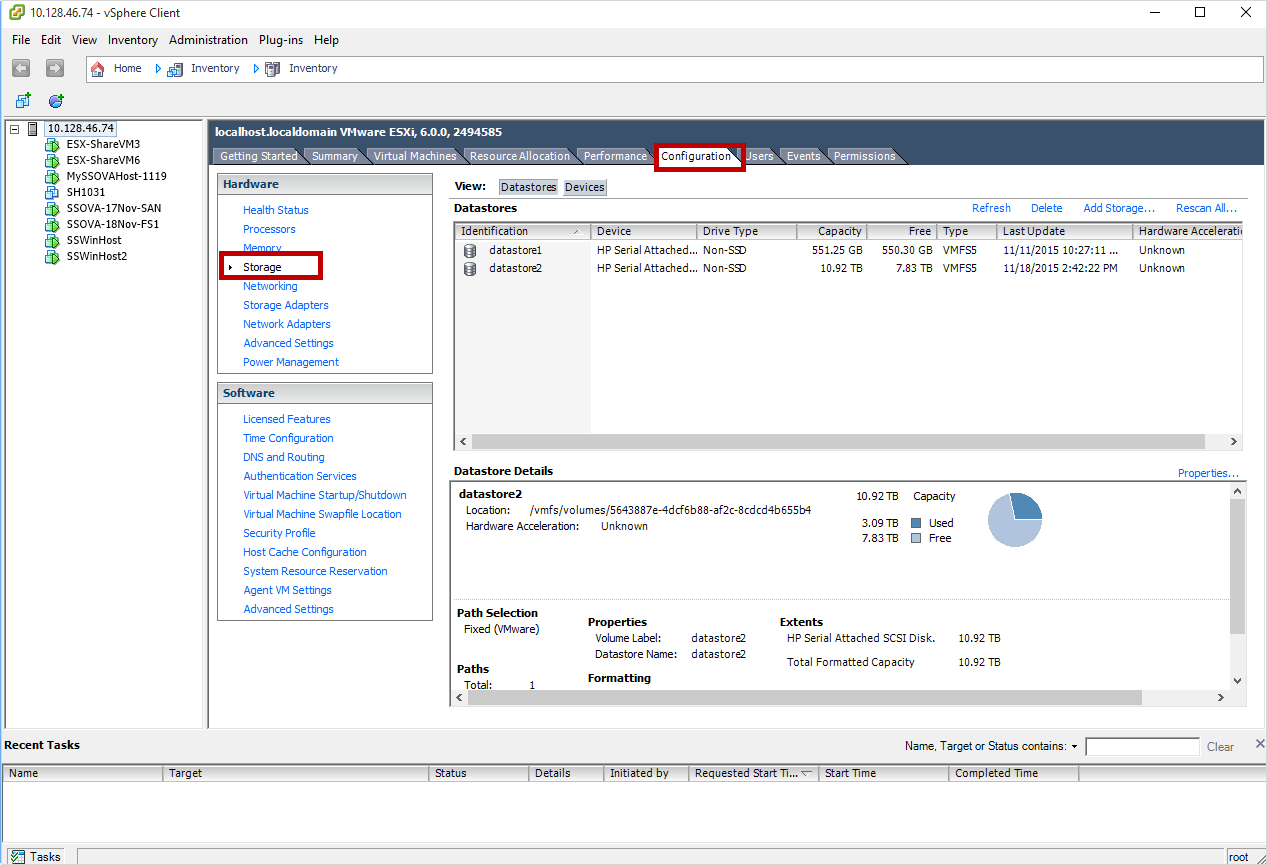 10.128.46.74 - vSphere Client
File Edit View Inventory Administration Plug-ins Help
Home Inventory Inventory
10.128.46.74
ESX-ShareVM3
ESX-ShareVM6
MySSOVAHost-1119
SH1031
SSOVA-17Nov-SAN
SSOVA-18Nov-FS1
SSWinHost
SSWinHost2
localhost.localdomain VMware ESXi, 6.0.0, 2494585
Getting Started Summary Virtual Machines Resource Allocation Performance Configuration Users Events Permissions
Hardware
Health Status
Processors
Memory
Storage
Networking
Storage Adapters
Network Adapters
Advanced Settings
Power Management
Software
Licensed Features
Time Configuration
DNS and Routing
Authentication Services
Virtual Machine Startup/Shutdown
Virtual Machine Swapfile Location
Security Profile
Host Cache Configuration
System Resource Reservation
Agent VM Settings
Advanced Settings
View: Datastores Devices
Datastores Refresh Delete Add Storage... Rescan All...
Identification Device Drive Type Capacity Free Type Last Update Hardware Acceleratio
datastore1 HP Serial Attached... Non-SSD 551.25 GB 550.30 GB VMFS5 11/11/2015 10:27:11 ... Unknown
datastore2 HP Serial Attached... Non-SSD 10.92 TB 7.83 TB VMFS5 11/18/2015 2:42:22 PM Unknown
Datastore Details Properties...
datastore2 10.92 TB Capacity
Location: /vmfs/volumes/5643887e-4dcf6b88-af2c-8cdcd4b655b4
Hardware Acceleration: Unknown
3.09 TB Used
7.83 TB Free
Path Selection
Fixed (VMware)
Paths
Total: 1
Properties
Volume Label: datastore2
Datastore Name: datastore2
Formatting
Extents
HP Serial Attached SCSI Disk. 10.92 TB
Total Formatted Capacity 10.92 TB
Recent Tasks Name, Target or Status contains: Clear
Name Target Status Details Initiated by Requested Start Ti... Start Time Completed Time
Tasks root